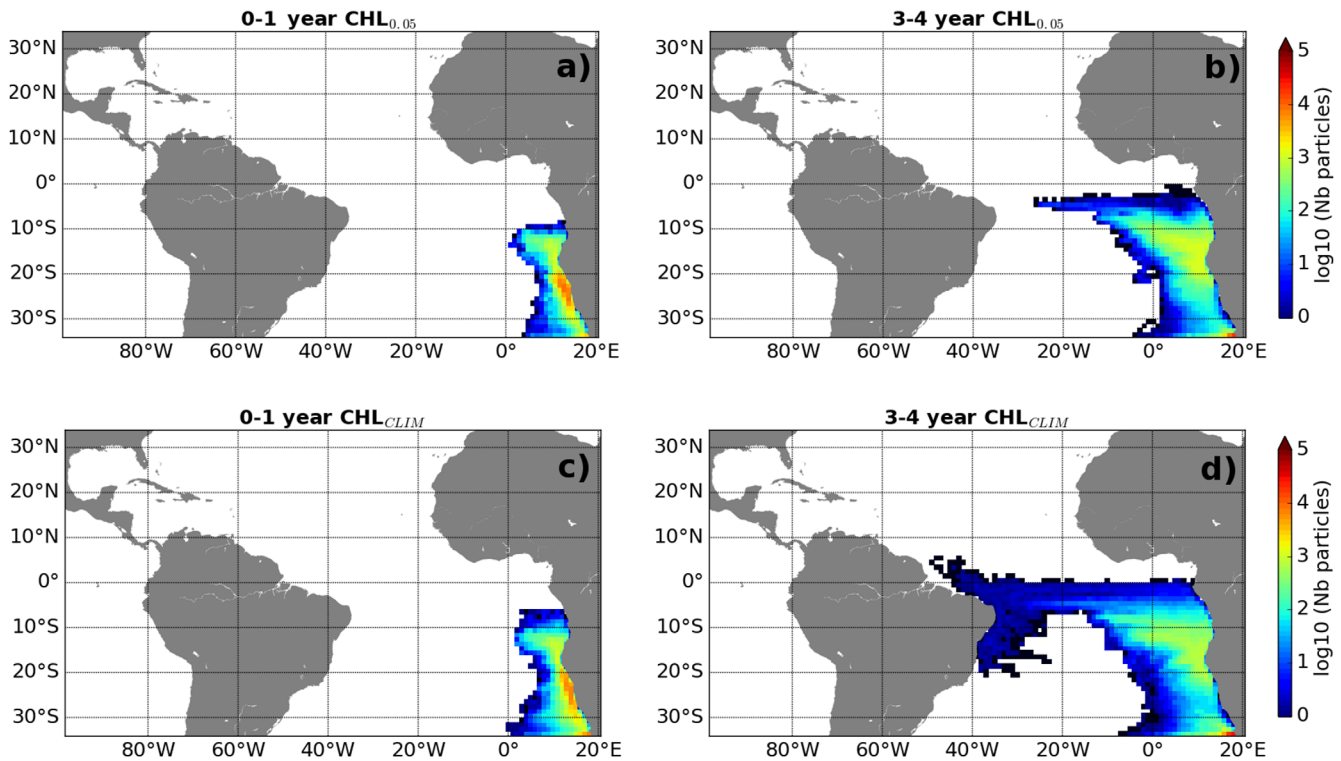 0-1 year CHL0.05
3-4 year CHL0.05
a)
b)
30°N
20°N
10°N
0°
10°S
20°S
30°S
80°W 60°W 40°W 20°W 0° 20°E
30°N
20°N
10°N
0°
10°S
20°S
30°S
80°W 60°W 40°W 20°W 0° 20°E
5
4
3
2
1
0
log10 (Nb particles)
0-1 year CHLCLIM
3-4 year CHLCLIM
c)
d)
30°N
20°N
10°N
0°
10°S
20°S
30°S
80°W 60°W 40°W 20°W 0° 20°E
30°N
20°N
10°N
0°
10°S
20°S
30°S
80°W 60°W 40°W 20°W 0° 20°E
5
4
3
2
1
0
log10 (Nb particles)